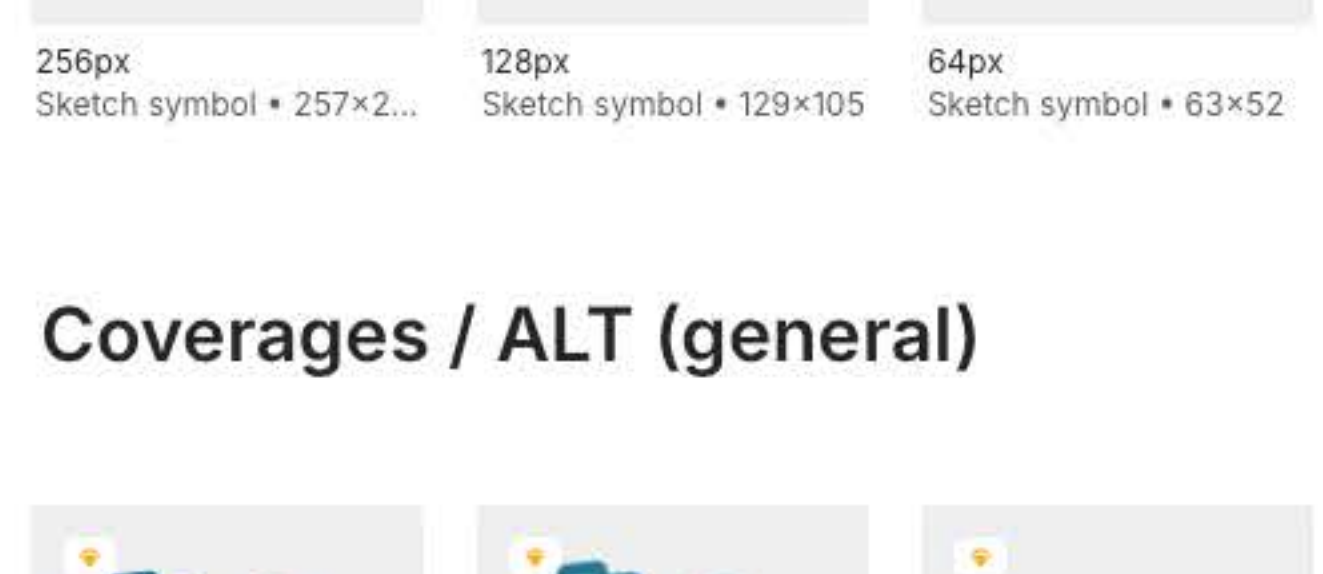 256px
Sketch symbol • 257×2...
128px
Sketch symbol • 129×105
64px
Sketch symbol • 63×52
Coverages / ALT (general)